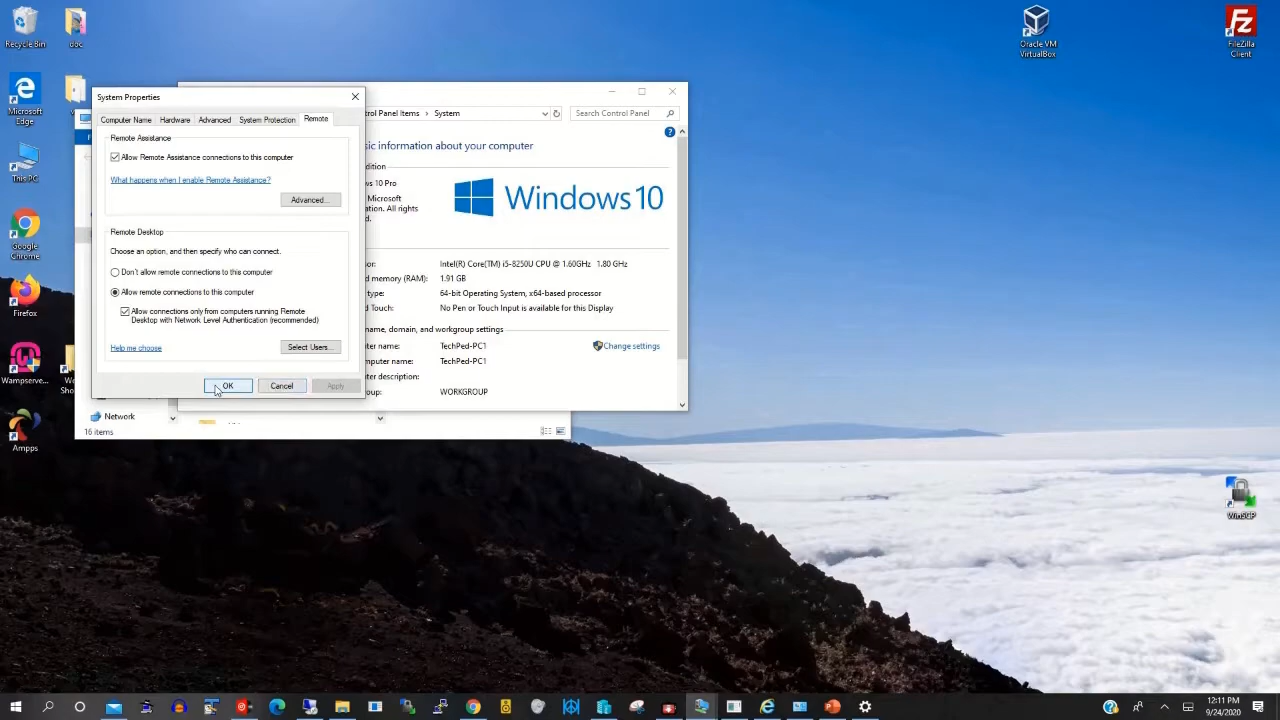 Recycle Bin
doc
Microsoft
Edge
This PC
Google
Chrome
Firefox
Wampserve...
Ampps
Oracle VM
VirtualBox
FileZilla
Client
WinSCP
System Properties
Computer Name
Hardware
Advanced
System Protection
Remote
Remote Assistance
Allow Remote Assistance connections to this computer
What happens when I enable Remote Assistance?
Advanced...
Remote Desktop
Choose an option, and then specify who can connect.
Don't allow remote connections to this computer
Allow remote connections to this computer
Allow connections only from computers running Remote
Desktop with Network Level Authentication (recommended)
Help me choose
Select Users...
OK
Cancel
Apply
trol Panel Items > System
Search Control Panel
sic information about your computer
dition
s 10 Pro
Microsoft
ation. All rights
d.
Windows 10
or: Intel(R) Core(TM) i5-8250U CPU @ 1.60GHz 1.80 GHz
d memory (RAM): 1.91 GB
type: 64-bit Operating System, x64-based processor
d Touch: No Pen or Touch Input is available for this Display
name, domain, and workgroup settings
ter name: TechPed-PC1
Change settings
mputer name: TechPed-PC1
ter description:
oup: WORKGROUP
Network
16 items
12:11 PM
9/24/2020